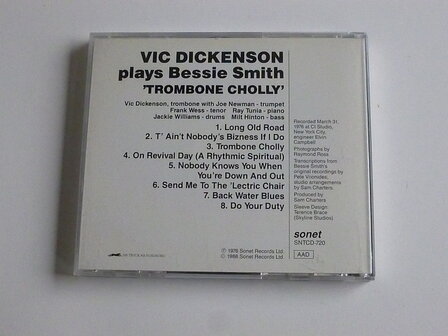 VIC DICKENSON
plays Bessie Smith
'TROMBONE CHOLLY'
Vic Dickenson, trombone with Joe Newman - trumpet
Frank Wess - tenor Ray Tunia - piano
Jackie Williams - drums Milt Hinton - bass
1. Long Old Road
2. T' Ain't Nobody's Bizness If I Do
3. Trombone Cholly
4. On Revival Day (A Rhythmic Spiritual)
5. Nobody Knows You When
You're Down And Out
6. Send Me To The 'Lectric Chair
7. Back Water Blues
8. Do Your Duty
Ⓟ 1976 Sonet Records Ltd.
© 1988 Sonet Records Ltd.
Recorded March 31,
1976 at CI Studio,
New York City,
engineer Elvin
Campbell
Photographs by
Raymond Ross
Transcriptions from
Bessie Smith's
original recordings by
Pete Vionnides,
studio arrangements
by Sam Charters.
Produced by
Sam Charters
Sleeve Design:
Terence Brace
(Skyline Studios)
sonet
SNTCD-720
AAD